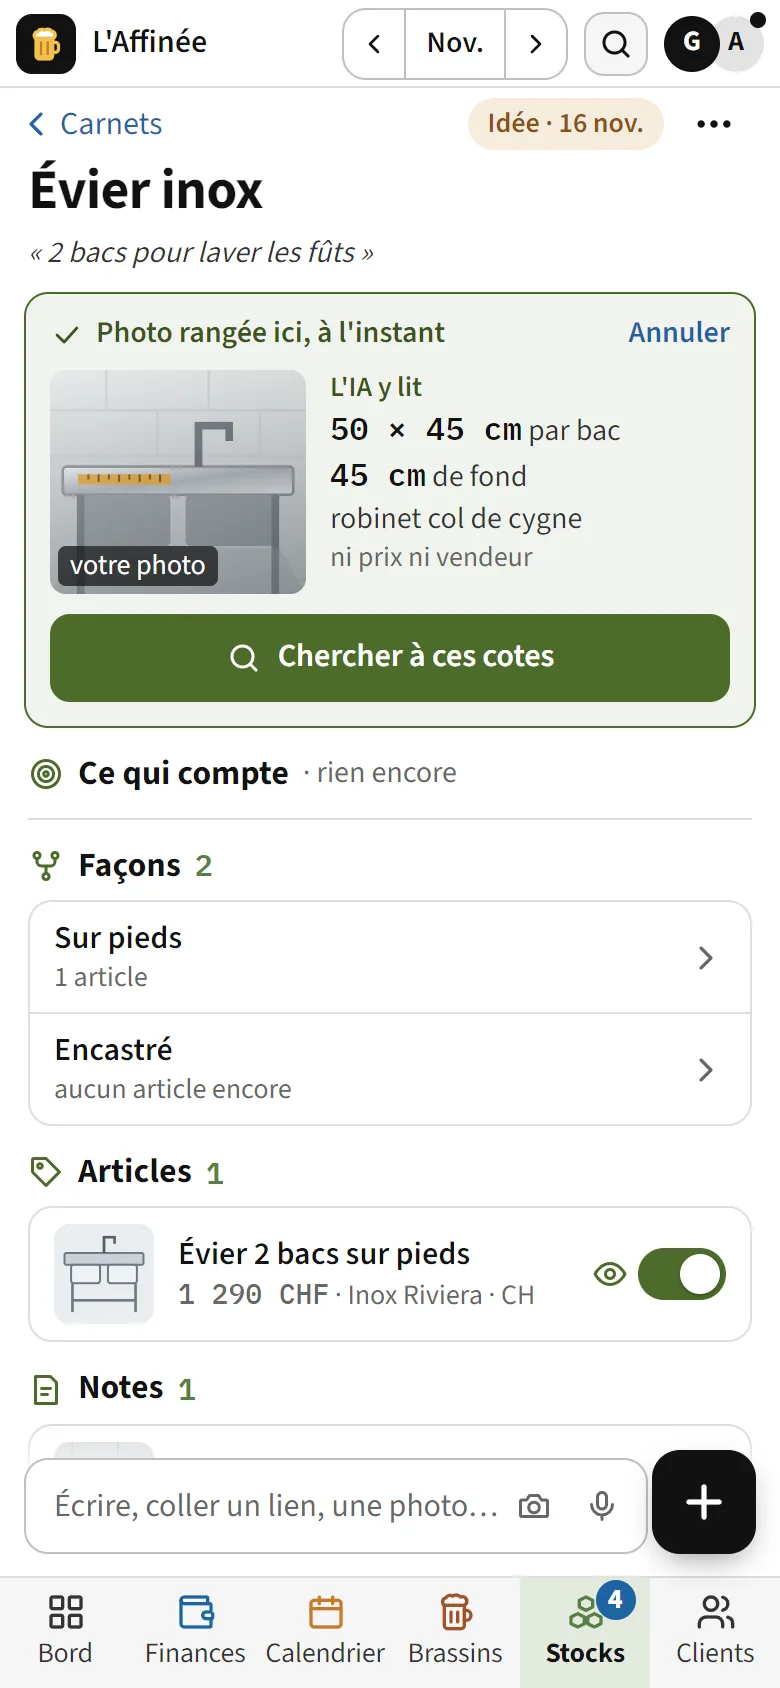 L'Affinée
Nov.
G
A
Carnets
Idée · 16 nov.
Évier inox
« 2 bacs pour laver les fûts »
Photo rangée ici, à l'instant
Annuler
votre photo
L'IA y lit
50 × 45 cm par bac
45 cm de fond
robinet col de cygne
ni prix ni vendeur
Chercher à ces cotes
Ce qui compte · rien encore
Façons 2
Sur pieds
1 article
Encastré
aucun article encore
Articles 1
Évier 2 bacs sur pieds
1 290 CHF · Inox Riviera · CH
Notes 1
Écrire, coller un lien, une photo…
4
Bord
Finances
Calendrier
Brassins
Stocks
Clients